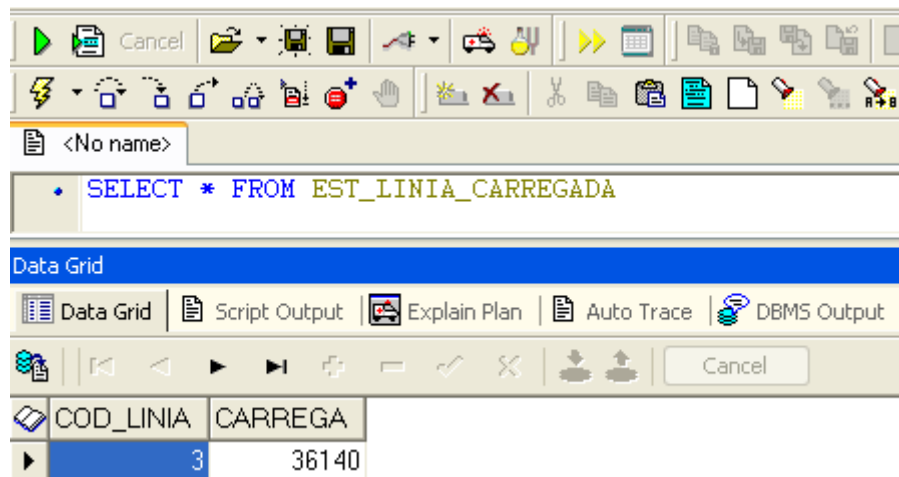 Cancel
<No name>
SELECT * FROM EST_LINIA_CARREGADA
Data Grid
Data Grid Script Output Explain Plan Auto Trace DBMS Output
Cancel
COD_LINIA CARREGA
3 36140